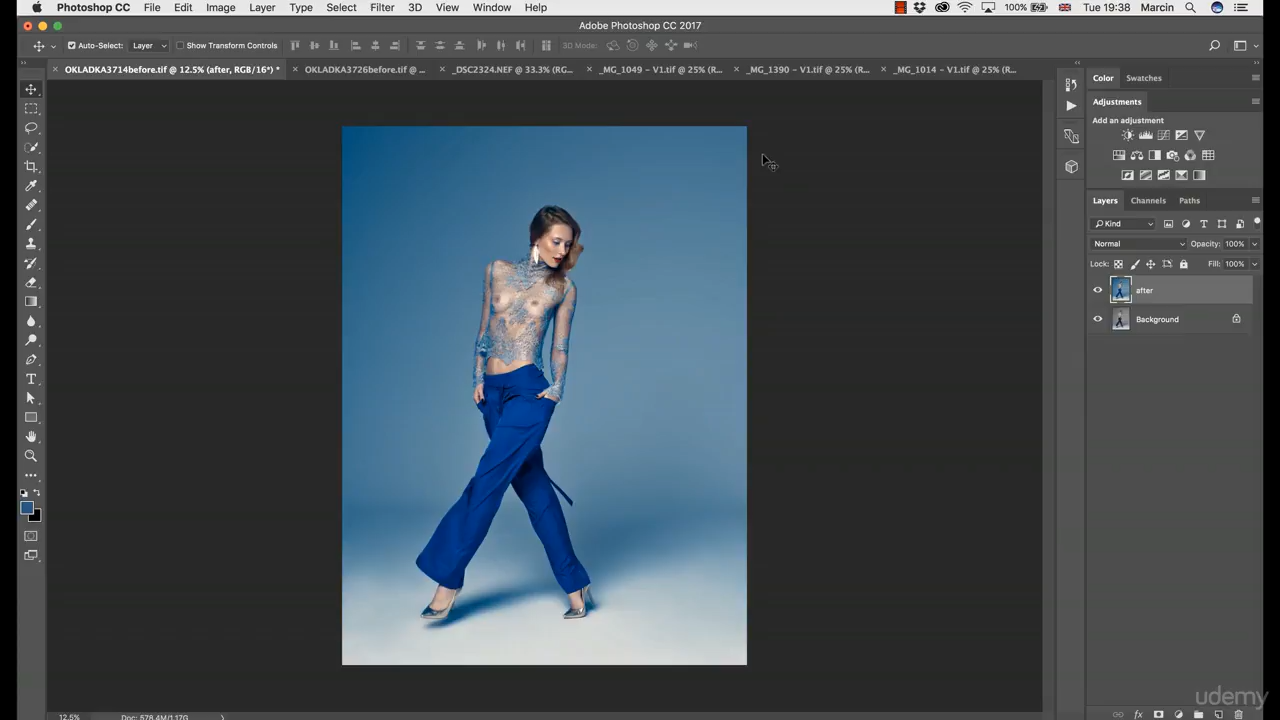 Photoshop CC File Edit Image Layer Type Select Filter 3D View Window Help 100% Tue 19:38 Marcin
Adobe Photoshop CC 2017
Auto-Select: Layer Show Transform Controls 3D Mode:
OKLADKA3714before.tif @ 12.5% (after, RGB/16*) * OKLADKA3726before.tif @ ... _DSC2324.NEF @ 33.3% (RG... _MG_1049 - V1.tif @ 25% (R... _MG_1390 - V1.tif @ 25% (R... _MG_1014 - V1.tif @ 25% (R...
Color Swatches
Adjustments
Add an adjustment
Layers Channels Paths
Kind
Normal Opacity: 100%
Lock: Fill: 100%
after
Background
udemy
12.5% Doc: 578.4M/1.17G